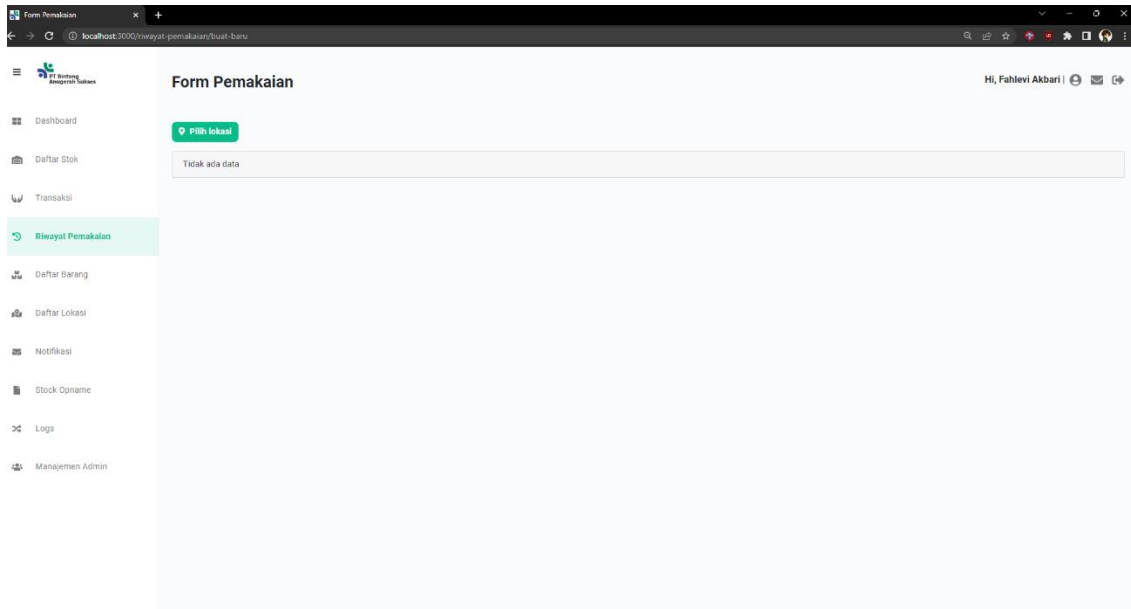 Form Pemakaian
localhost:3000/riwayat-pemakaian/buat-baru
PT Bintang
Anugerah Sukses
Form Pemakaian
Hi, Fahlevi Akbari |
Dashboard
Pilih lokasi
Daftar Stok
Tidak ada data
Transaksi
Riwayat Pemakaian
Daftar Barang
Daftar Lokasi
Notifikasi
Stock Opname
Logs
Manajemen Admin